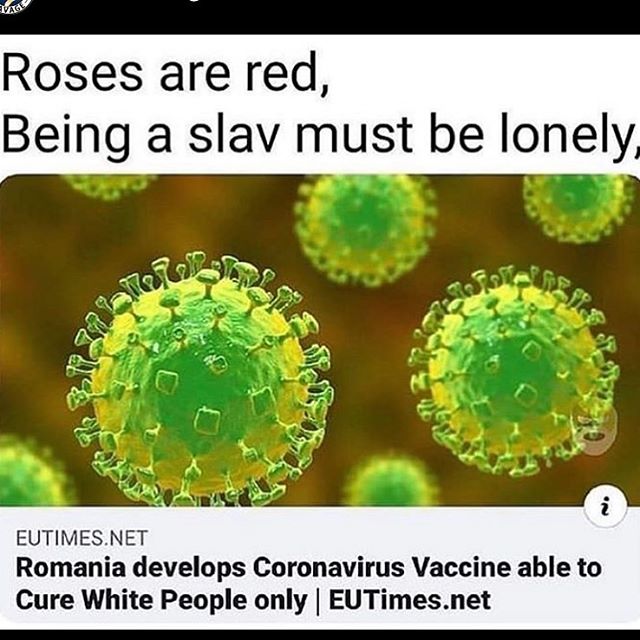 Roses are red,
Being a slav must be lonely,
i
EUTIMES.NET
Romania develops Coronavirus Vaccine able to
Cure White People only | EUTimes.net